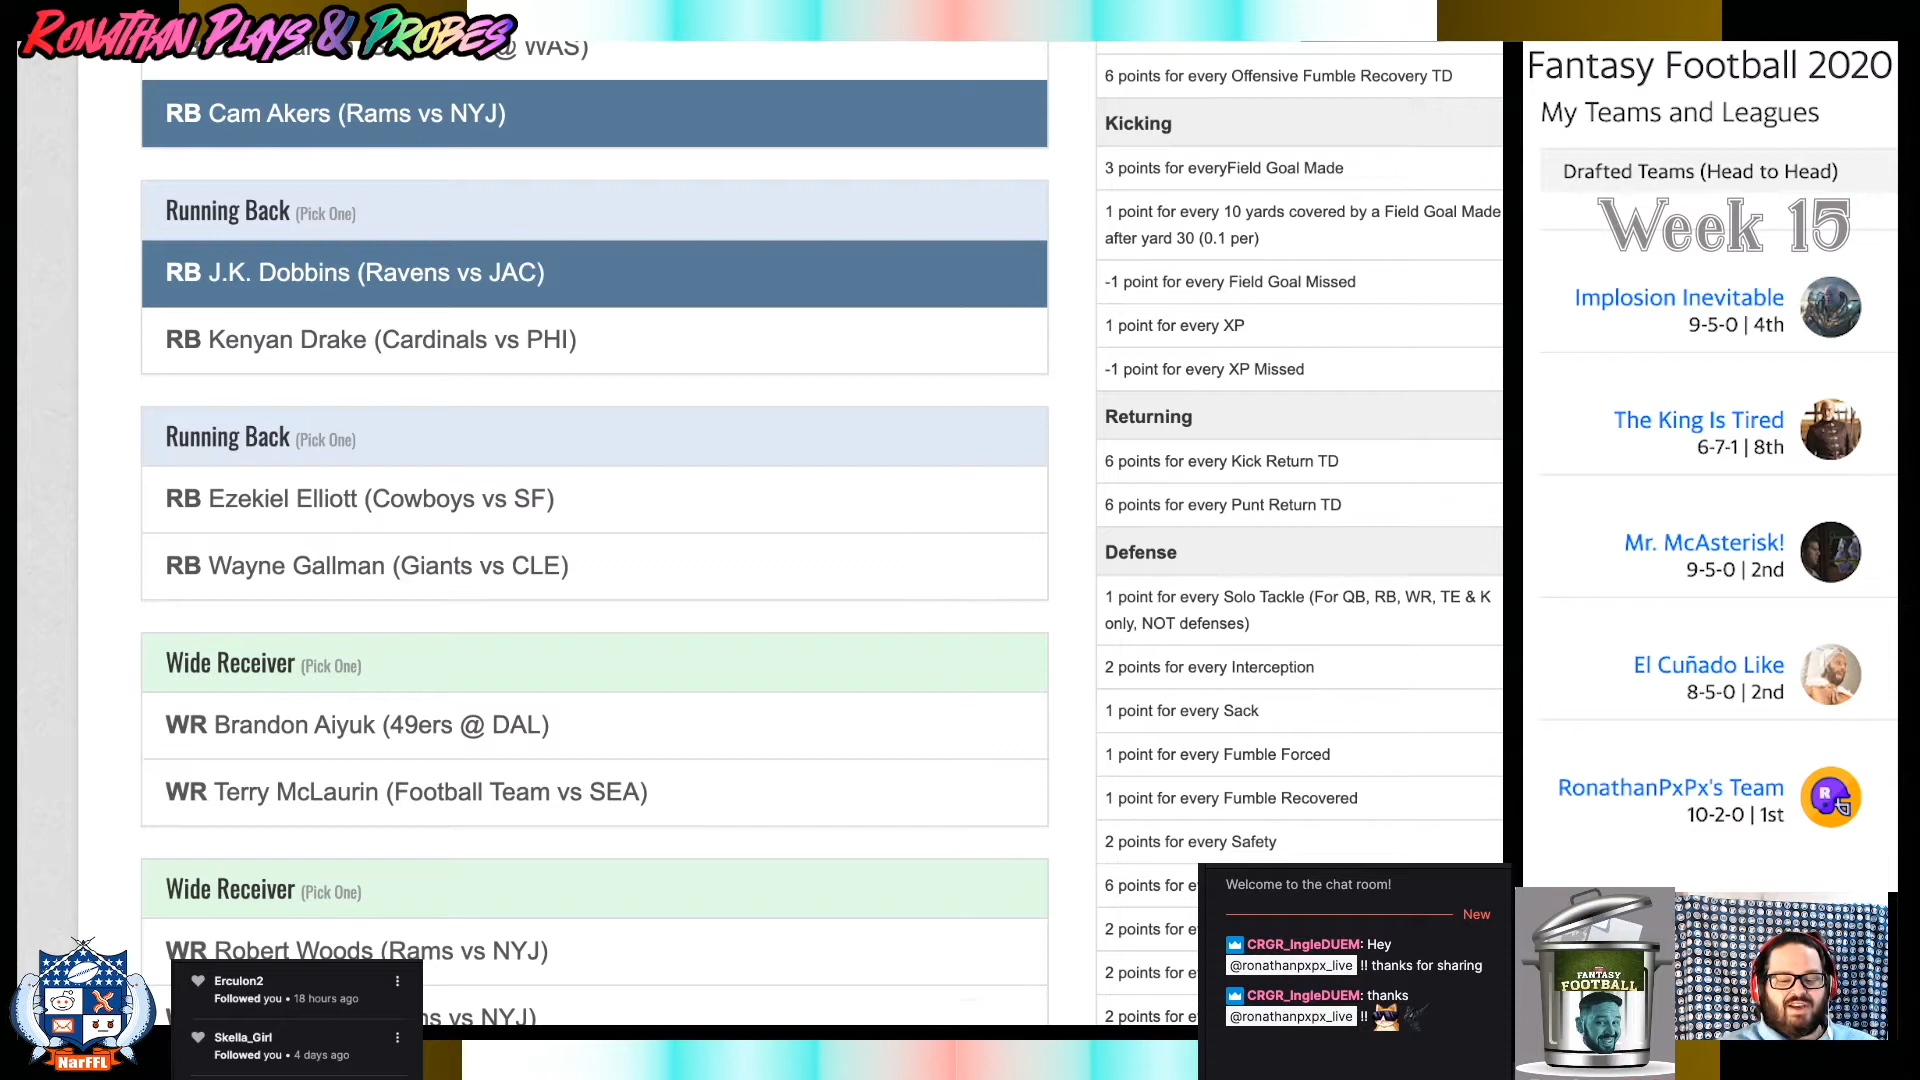 RONATHAN PLAYS & PROBES
@ WAS)
RB Cam Akers (Rams vs NYJ)
Running Back (Pick One)
RB J.K. Dobbins (Ravens vs JAC)
RB Kenyan Drake (Cardinals vs PHI)
Running Back (Pick One)
RB Ezekiel Elliott (Cowboys vs SF)
RB Wayne Gallman (Giants vs CLE)
Wide Receiver (Pick One)
WR Brandon Aiyuk (49ers @ DAL)
WR Terry McLaurin (Football Team vs SEA)
Wide Receiver (Pick One)
WR Robert Woods (Rams vs NYJ)
vs NYJ)
6 points for every Offensive Fumble Recovery TD
Kicking
3 points for everyField Goal Made
1 point for every 10 yards covered by a Field Goal Made
after yard 30 (0.1 per)
-1 point for every Field Goal Missed
1 point for every XP
-1 point for every XP Missed
Returning
6 points for every Kick Return TD
6 points for every Punt Return TD
Defense
1 point for every Solo Tackle (For QB, RB, WR, TE & K
only, NOT defenses)
2 points for every Interception
1 point for every Sack
1 point for every Fumble Forced
1 point for every Fumble Recovered
2 points for every Safety
6 points for e
2 points for e
2 points for e
2 points for e
Fantasy Football 2020
My Teams and Leagues
Drafted Teams (Head to Head)
Week 15
Implosion Inevitable
9-5-0 | 4th
The King Is Tired
6-7-1 | 8th
Mr. McAsterisk!
9-5-0 | 2nd
El Cuñado Like
8-5-0 | 2nd
RonathanPxPx's Team
10-2-0 | 1st
R
Welcome to the chat room!
New
CRGR_IngleDUEM: Hey
@ronathanpxpx_live !! thanks for sharing
CRGR_IngleDUEM: thanks
@ronathanpxpx_live !!
Erculon2
Followed you • 18 hours ago
Skella_Girl
Followed you • 4 days ago
NarFFL
FANTASY
FOOTBALL